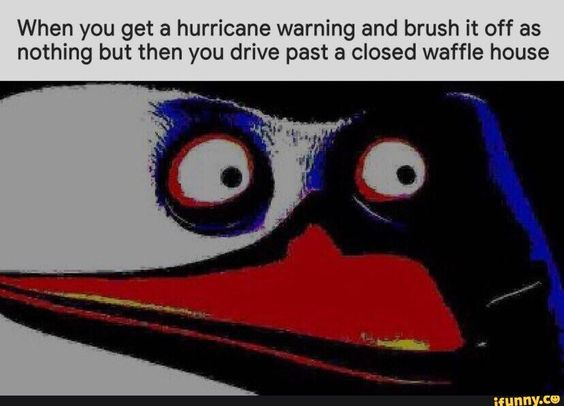 When you get a hurricane warning and brush it off as
nothing but then you drive past a closed waffle house
ifunny.co